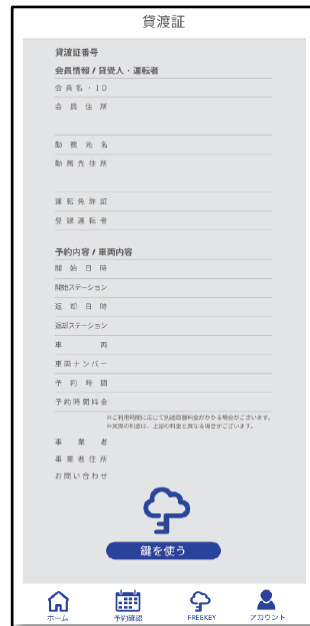 貸渡証
貸渡証番号
会員情報 / 貸受人・運転者
会員名・ID
会員住所
勤務先名
勤務先住所
運転免許証
登録運転者
予約内容 / 車両内容
開始日時
開始ステーション
返却日時
返却ステーション
車両
車両ナンバー
予約時間
予約時間料金
※ご利用時間に応じて別途距離料金がかかる場合がございます。
※実際の料金は、上記の料金と異なる場合がございます。
事業者
事業者住所
お問い合わせ
鍵を使う
ホーム
予約確認
FREEKEY
アカウント